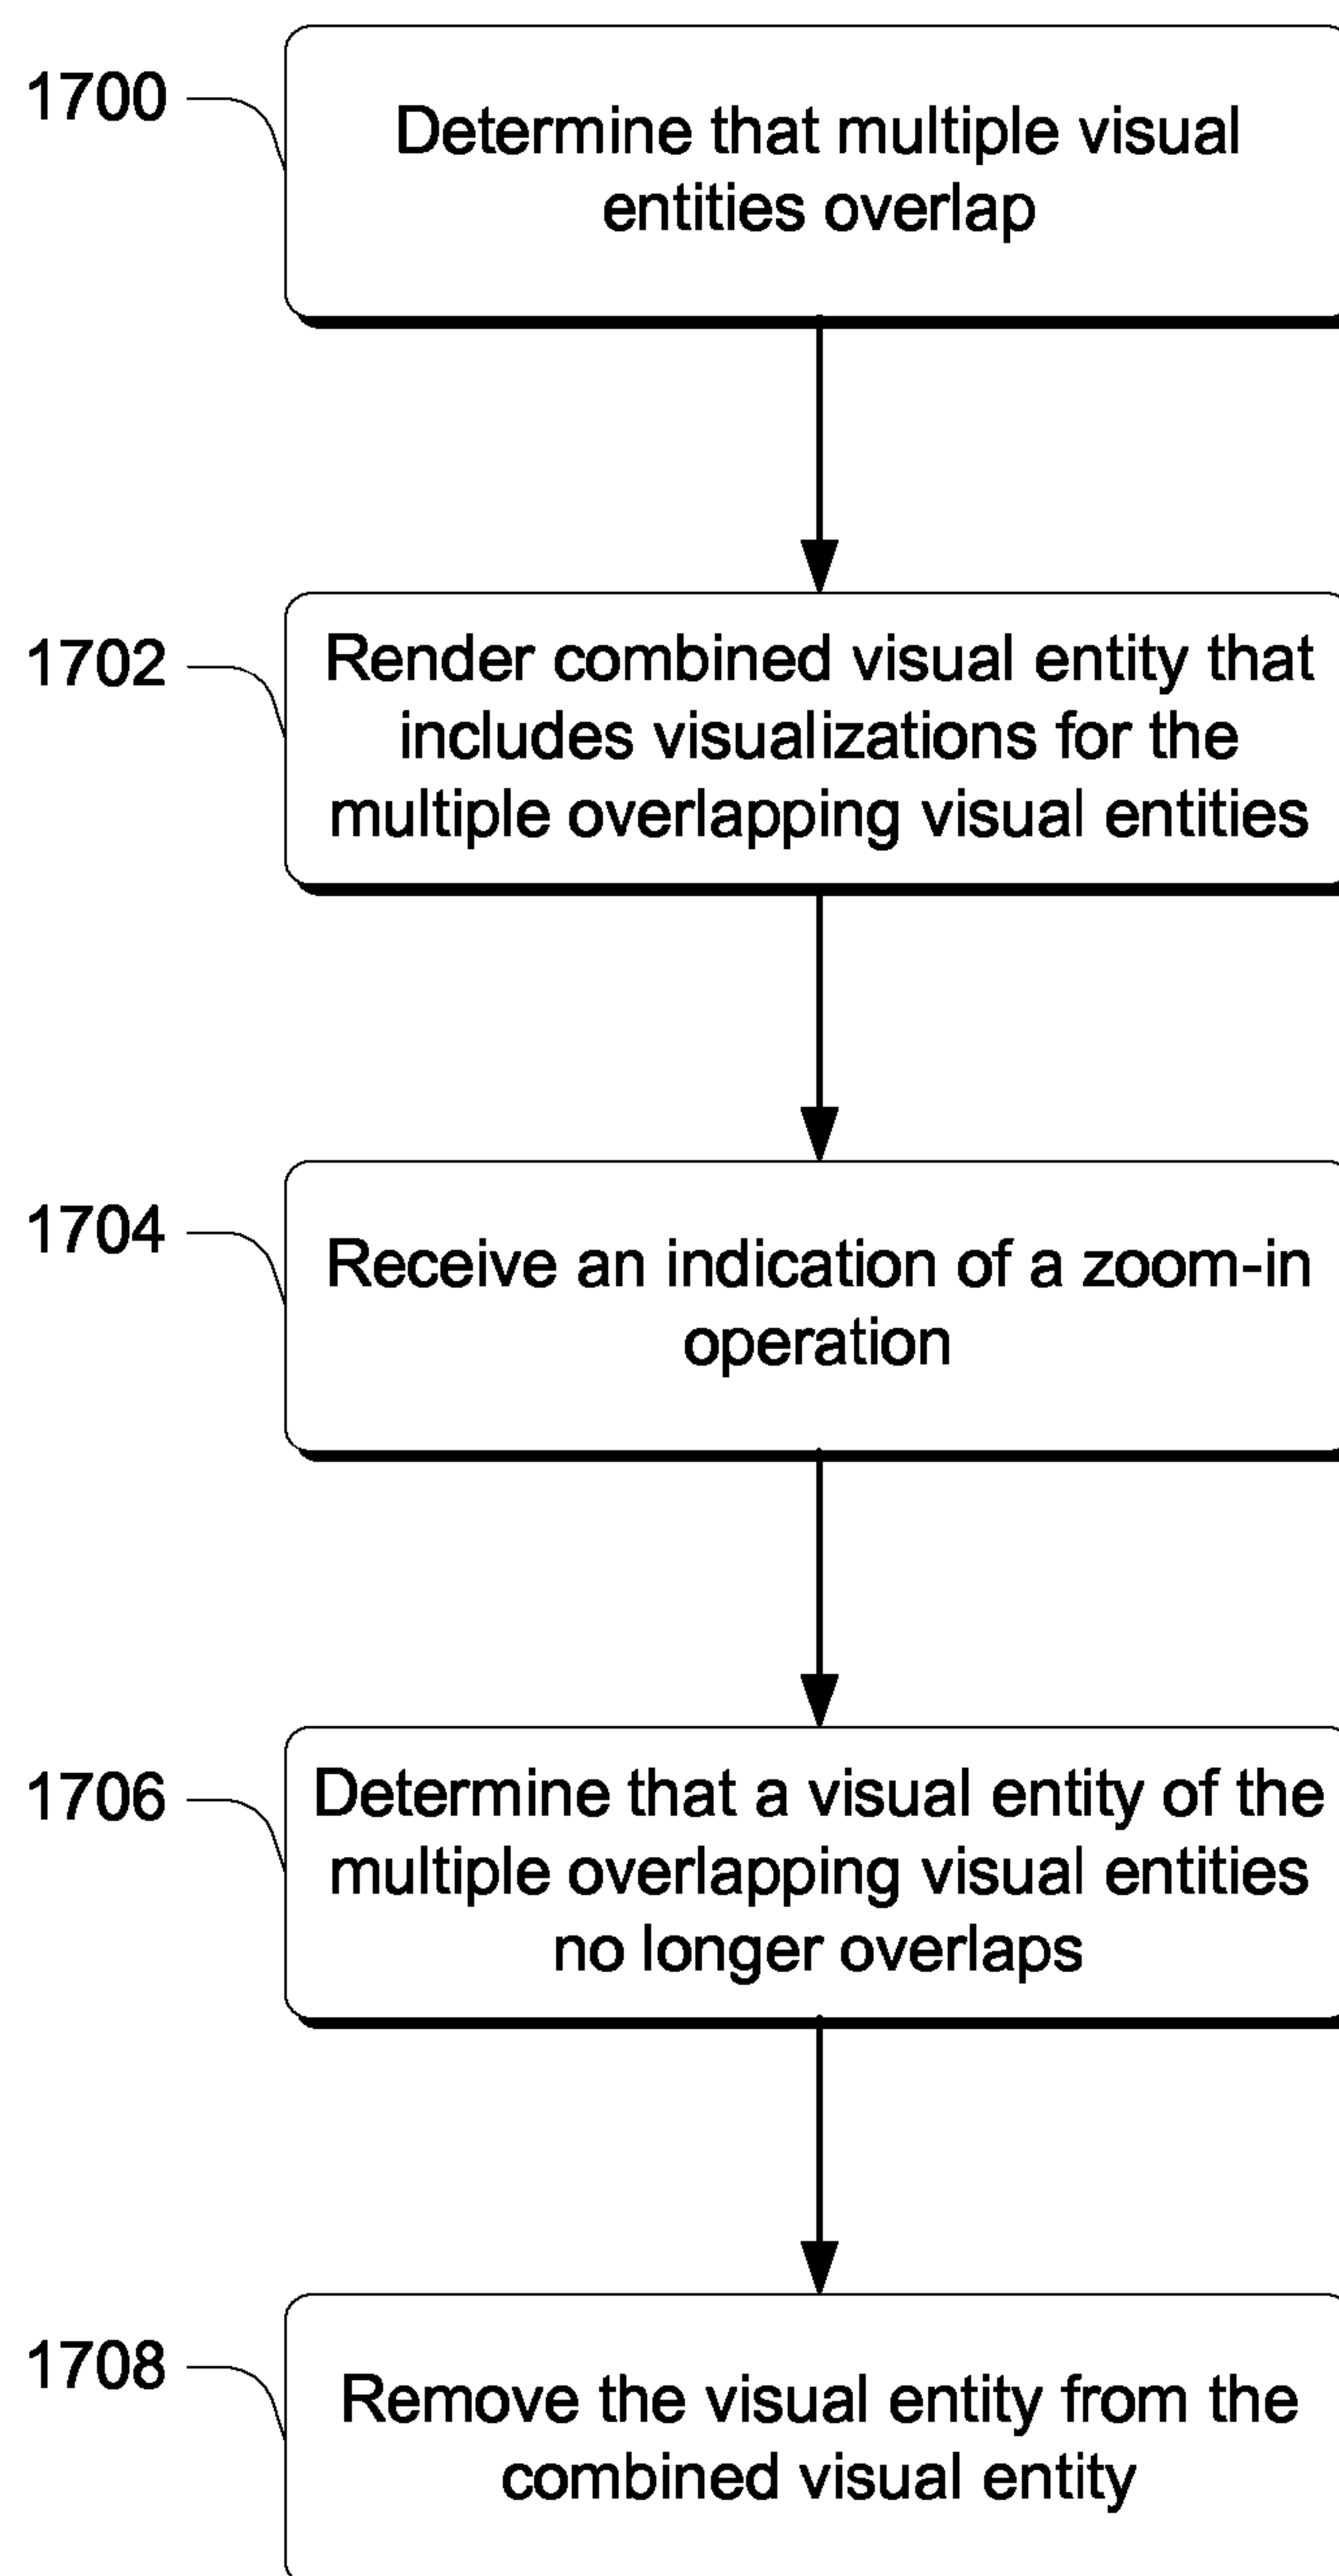 1700
Determine that multiple visual
entities overlap
1702
Render combined visual entity that
includes visualizations for the
multiple overlapping visual entities
1704
Receive an indication of a zoom-in
operation
1706
Determine that a visual entity of the
multiple overlapping visual entities
no longer overlaps
1708
Remove the visual entity from the
combined visual entity